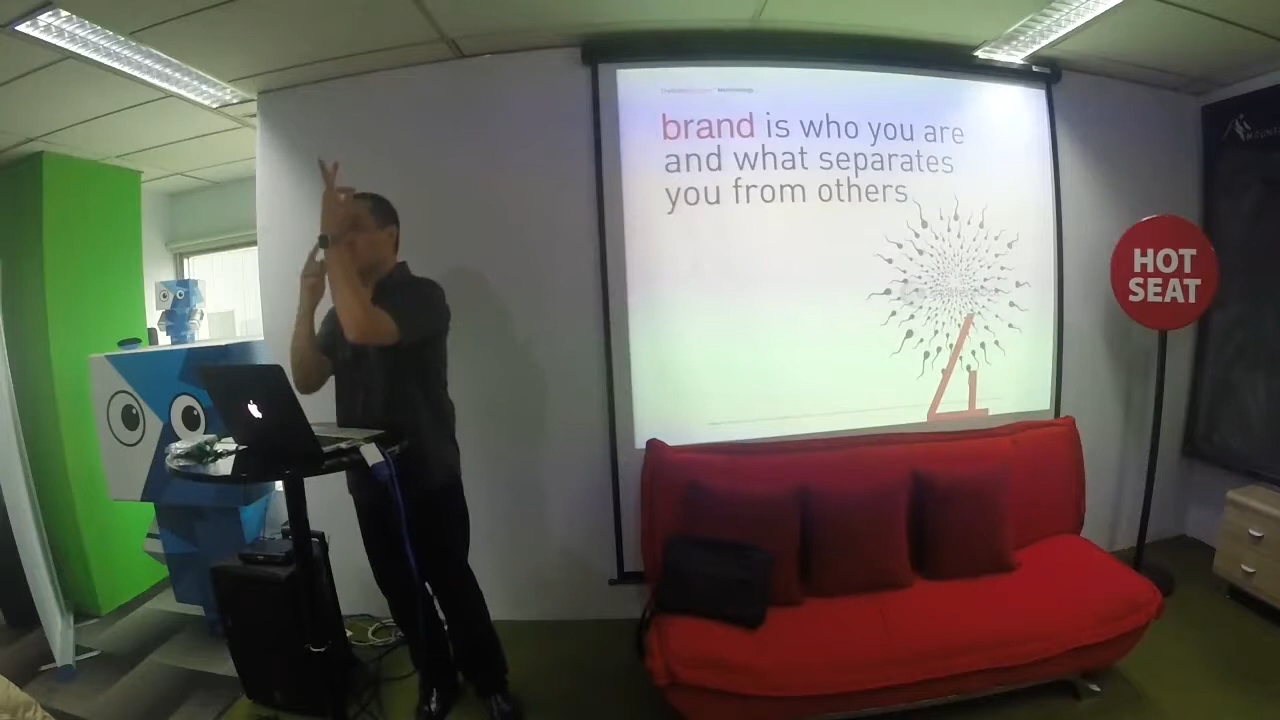 brand is who you are
and what separates
you from others
HOT
SEAT